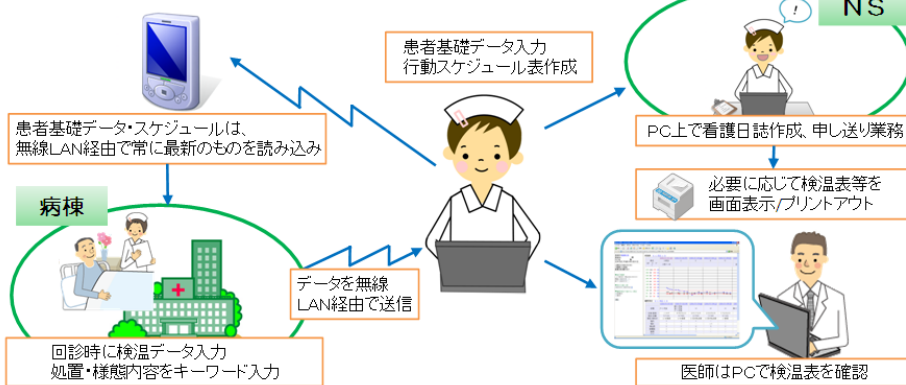 NS
!
患者基礎データ入力
行動スケジュール表作成
患者基礎データ・スケジュールは、
無線LAN経由で常に最新のものを読み込み
PC上で看護日誌作成、申し送り業務
必要に応じて検温表等を
画面表示/プリントアウト
病棟
データを無線
LAN経由で送信
回診時に検温データ入力
処置・様態内容をキーワード入力
医師はPCで検温表を確認